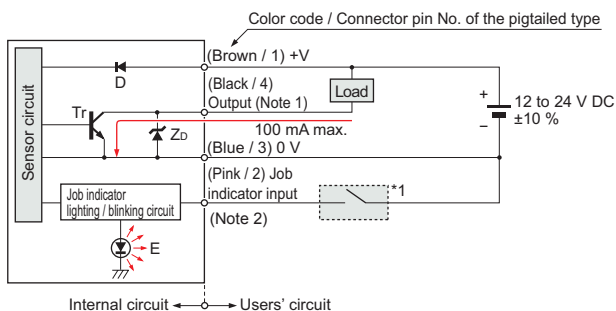 Color code / Connector pin No. of the pigtailed type
Sensor circuit
D
(Brown / 1) +V
(Black / 4)
Output (Note 1)
Load
Tr
ZD
100 mA max.
+
−
12 to 24 V DC
±10 %
(Blue / 3) 0 V
(Pink / 2) Job
indicator input
(Note 2)
*1
Job indicator
lighting / blinking circuit
E
Internal circuit
Users' circuit